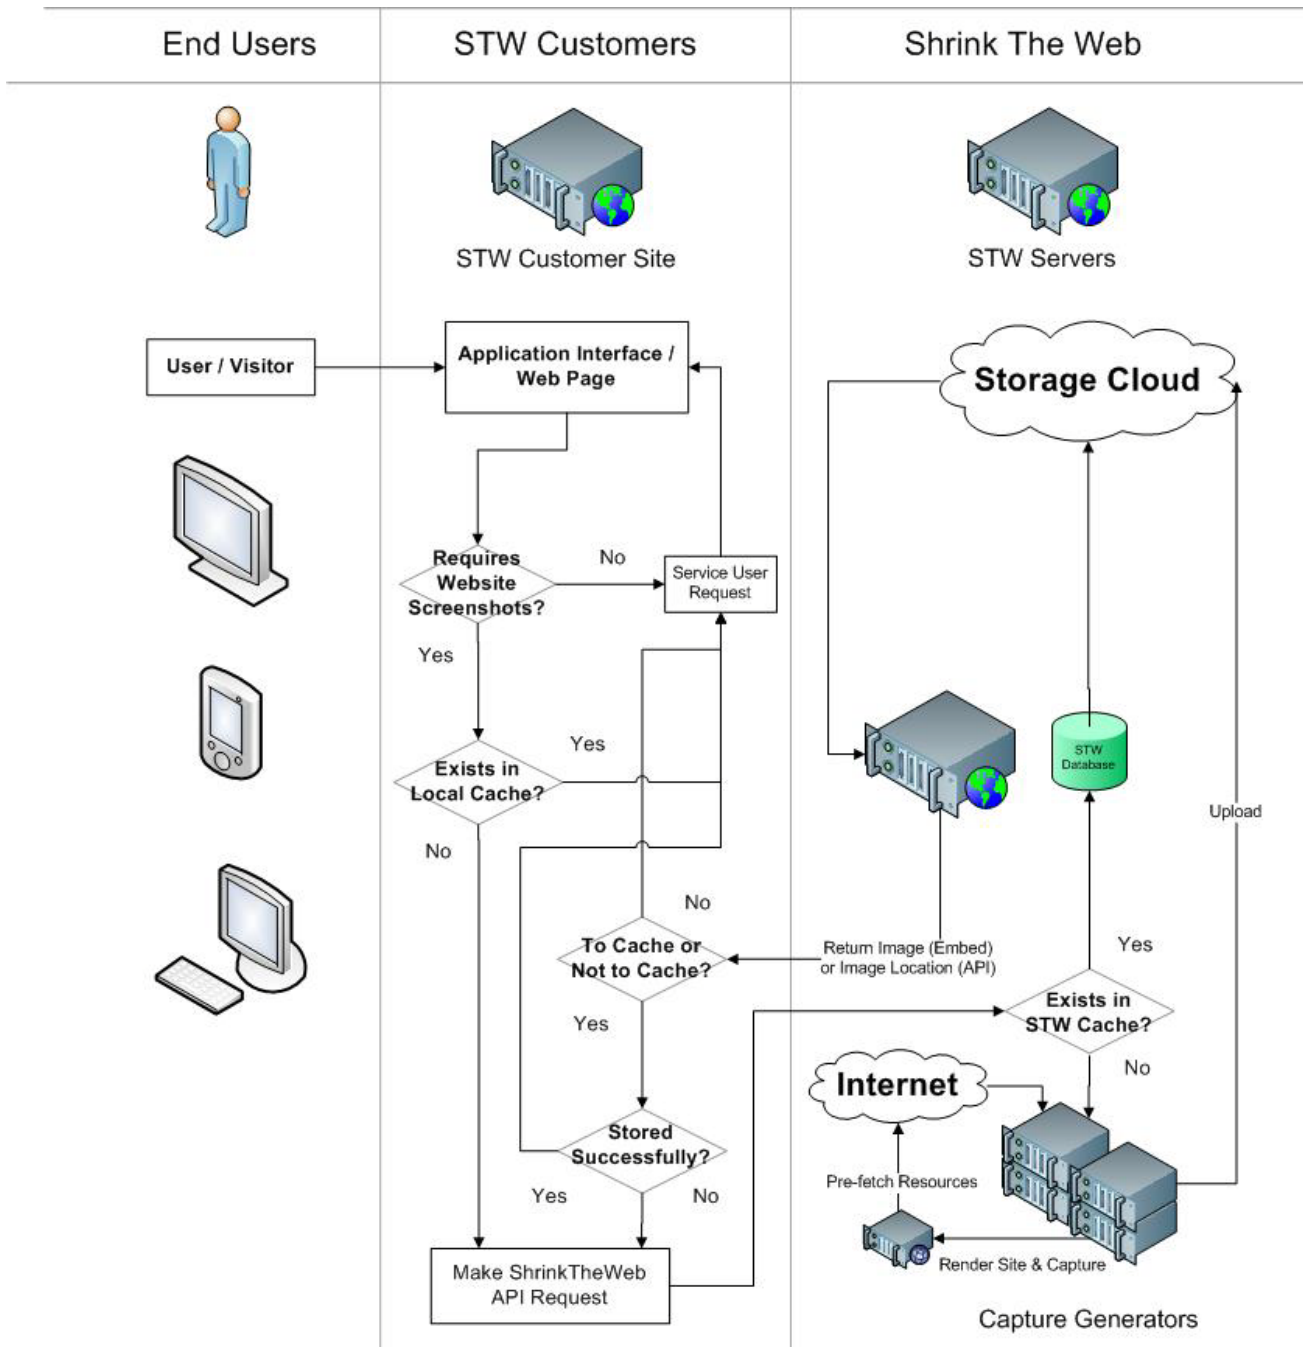 End Users
STW Customers
Shrink The Web
STW Customer Site
STW Servers
User / Visitor
Application Interface /
Web Page
Storage Cloud
Requires
Website
Screenshots?
No
Service User
Request
Yes
Exists in
Local Cache?
Yes
No
STW
Database
Upload
No
To Cache or
Not to Cache?
Return Image (Embed)
or Image Location (API)
Yes
Yes
Exists in
STW Cache?
No
Internet
Stored
Successfully?
Yes
No
Pre-fetch Resources
Render Site & Capture
Make ShrinkTheWeb
API Request
Capture Generators